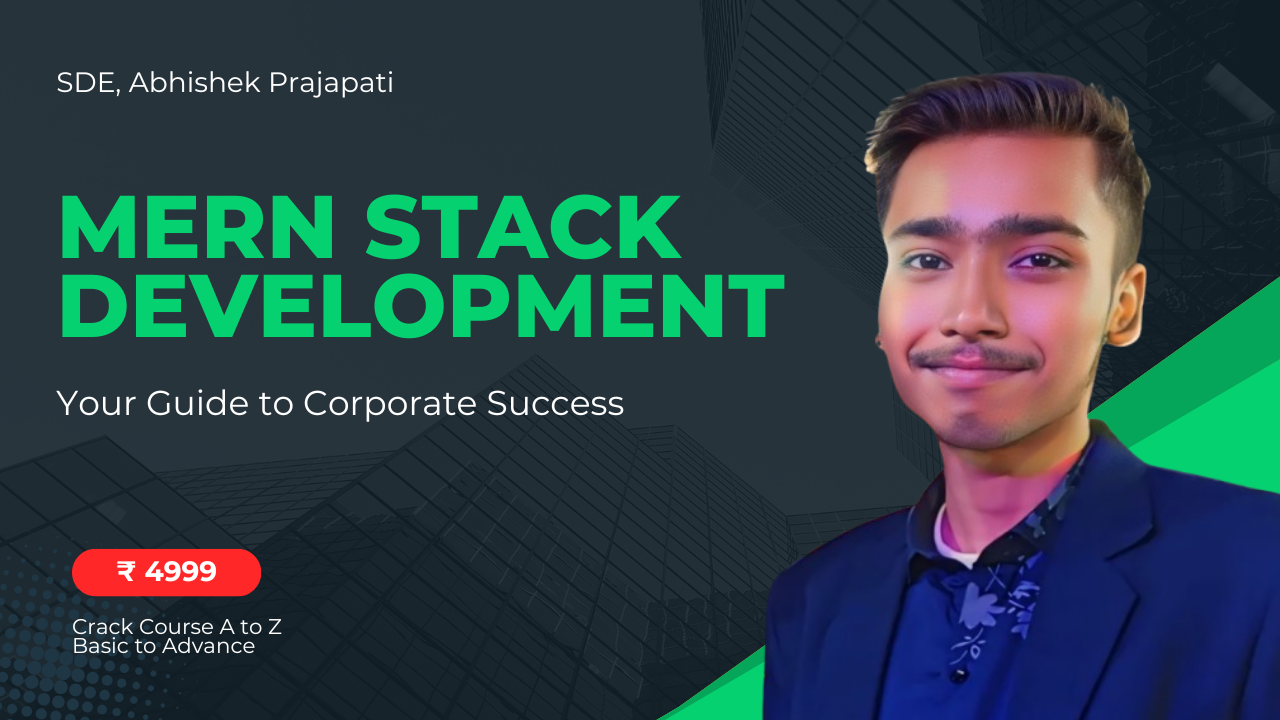 SDE, Abhishek Prajapati
MERN STACK
DEVELOPMENT
Your Guide to Corporate Success
₹ 4999
Crack Course A to Z
Basic to Advance